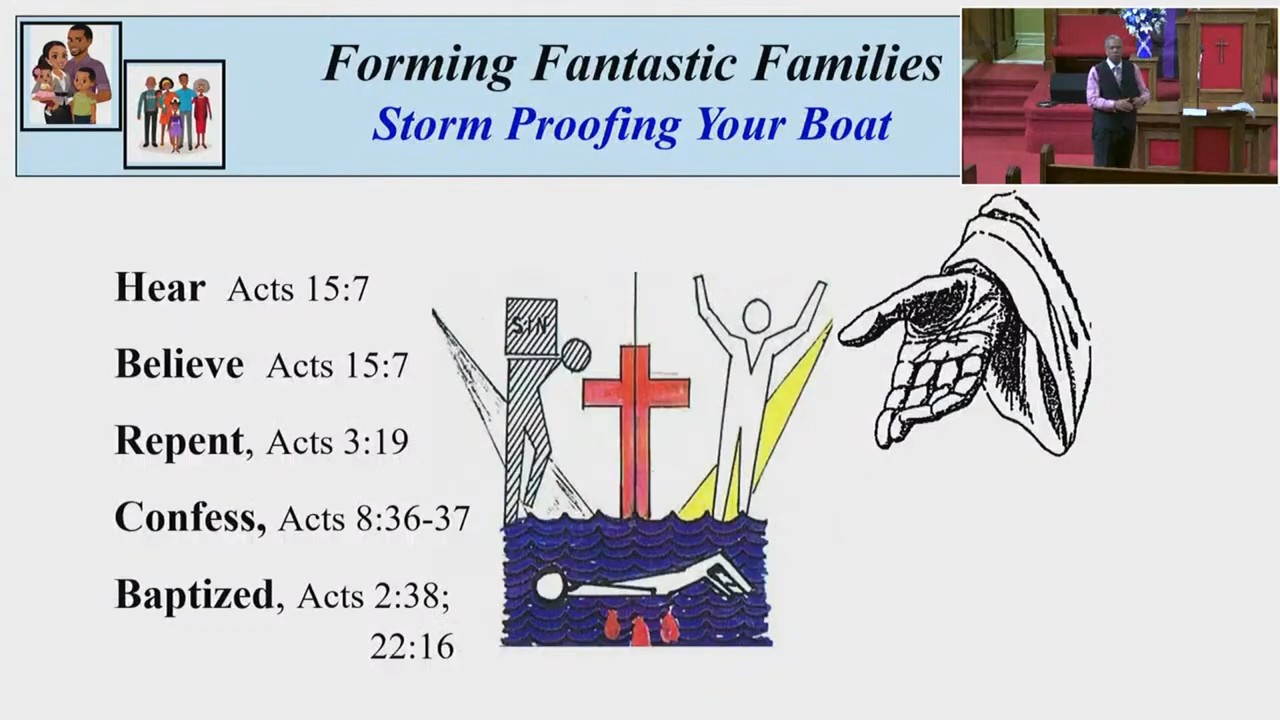 Forming Fantastic Families
Storm Proofing Your Boat
Hear Acts 15:7
Believe Acts 15:7
Repent, Acts 3:19
Confess, Acts 8:36-37
Baptized, Acts 2:38;
22:16
SIN